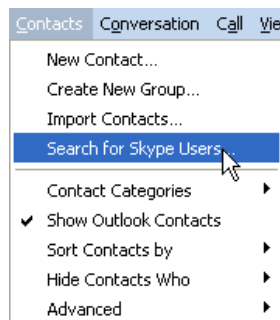 Contacts Conversation Call Vie
New Contact...
Create New Group...
Import Contacts...
Search for Skype Users...
Contact Categories
Show Outlook Contacts
Sort Contacts by
Hide Contacts Who
Advanced